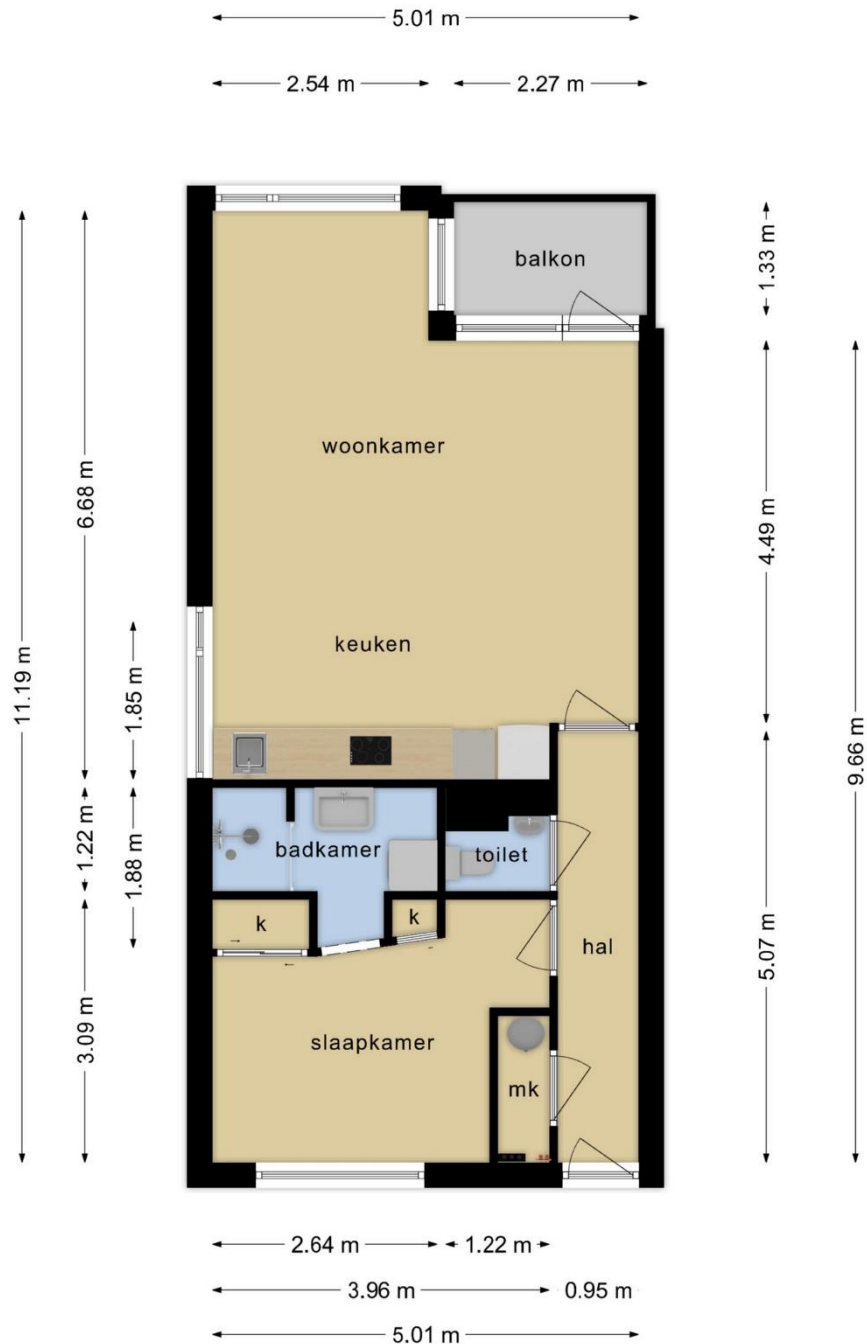 5.01 m
2.54 m
2.27 m
balkon
1.33 m
woonkamer
6.68 m
4.49 m
keuken
11.19 m
1.85 m
9.66 m
badkamer
toilet
1.22 m
1.88 m
k
k
hal
5.07 m
3.09 m
slaapkamer
mk
2.64 m
1.22 m
3.96 m
0.95 m
5.01 m